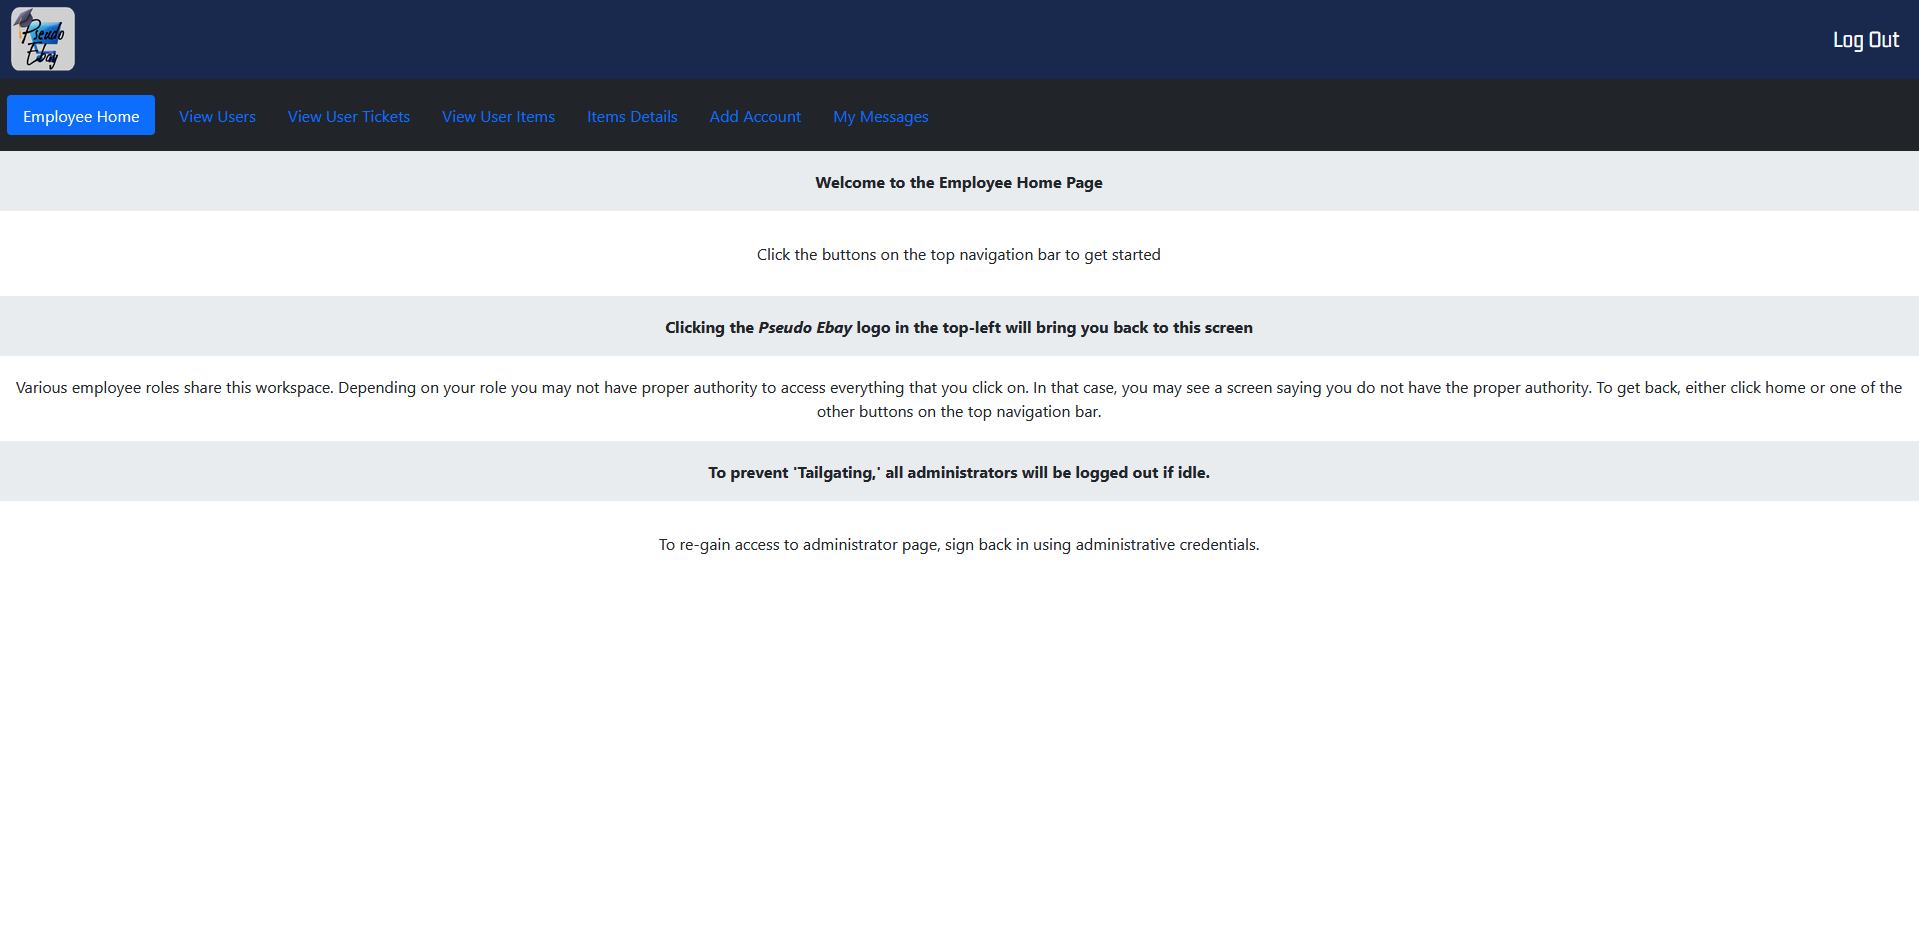 Pseudo
Ebay
Log Out
Employee Home View Users View User Tickets View User Items Items Details Add Account My Messages
Welcome to the Employee Home Page
Click the buttons on the top navigation bar to get started
Clicking the Pseudo Ebay logo in the top-left will bring you back to this screen
Various employee roles share this workspace. Depending on your role you may not have proper authority to access everything that you click on. In that case, you may see a screen saying you do not have the proper authority. To get back, either click home or one of the
other buttons on the top navigation bar.
To prevent 'Tailgating,' all administrators will be logged out if idle.
To re-gain access to administrator page, sign back in using administrative credentials.